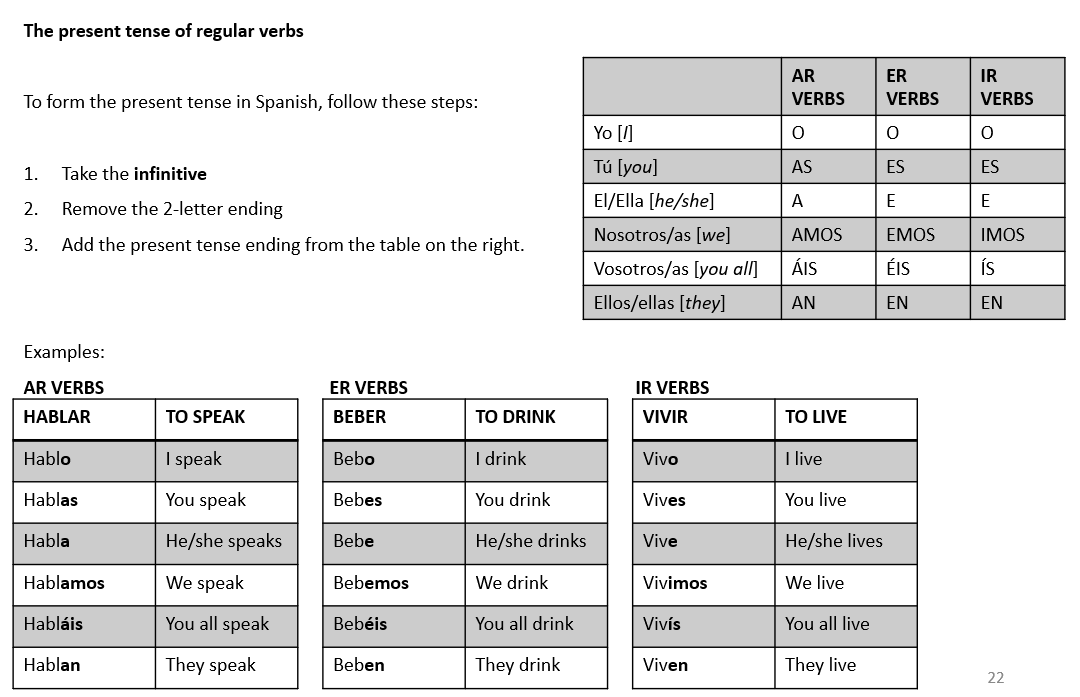 The present tense of regular verbs
To form the present tense in Spanish, follow these steps:
1. Take the infinitive
2. Remove the 2-letter ending
3. Add the present tense ending from the table on the right.
AR VERBS ER VERBS IR VERBS
Yo [I] O O O
Tú [you] AS ES ES
El/Ella [he/she] A E E
Nosotros/as [we] AMOS EMOS IMOS
Vosotros/as [you all] ÁIS ÉIS ÍS
Ellos/ellas [they] AN EN EN
Examples:
AR VERBS
HABLAR TO SPEAK
Hablo I speak
Hablas You speak
Habla He/she speaks
Hablamos We speak
Habláis You all speak
Hablan They speak
ER VERBS
BEBER TO DRINK
Bebo I drink
Bebes You drink
Bebe He/she drinks
Bebemos We drink
Bebéis You all drink
Beben They drink
IR VERBS
VIVIR TO LIVE
Vivo I live
Vives You live
Vive He/she lives
Vivimos We live
Vivís You all live
Viven They live
22